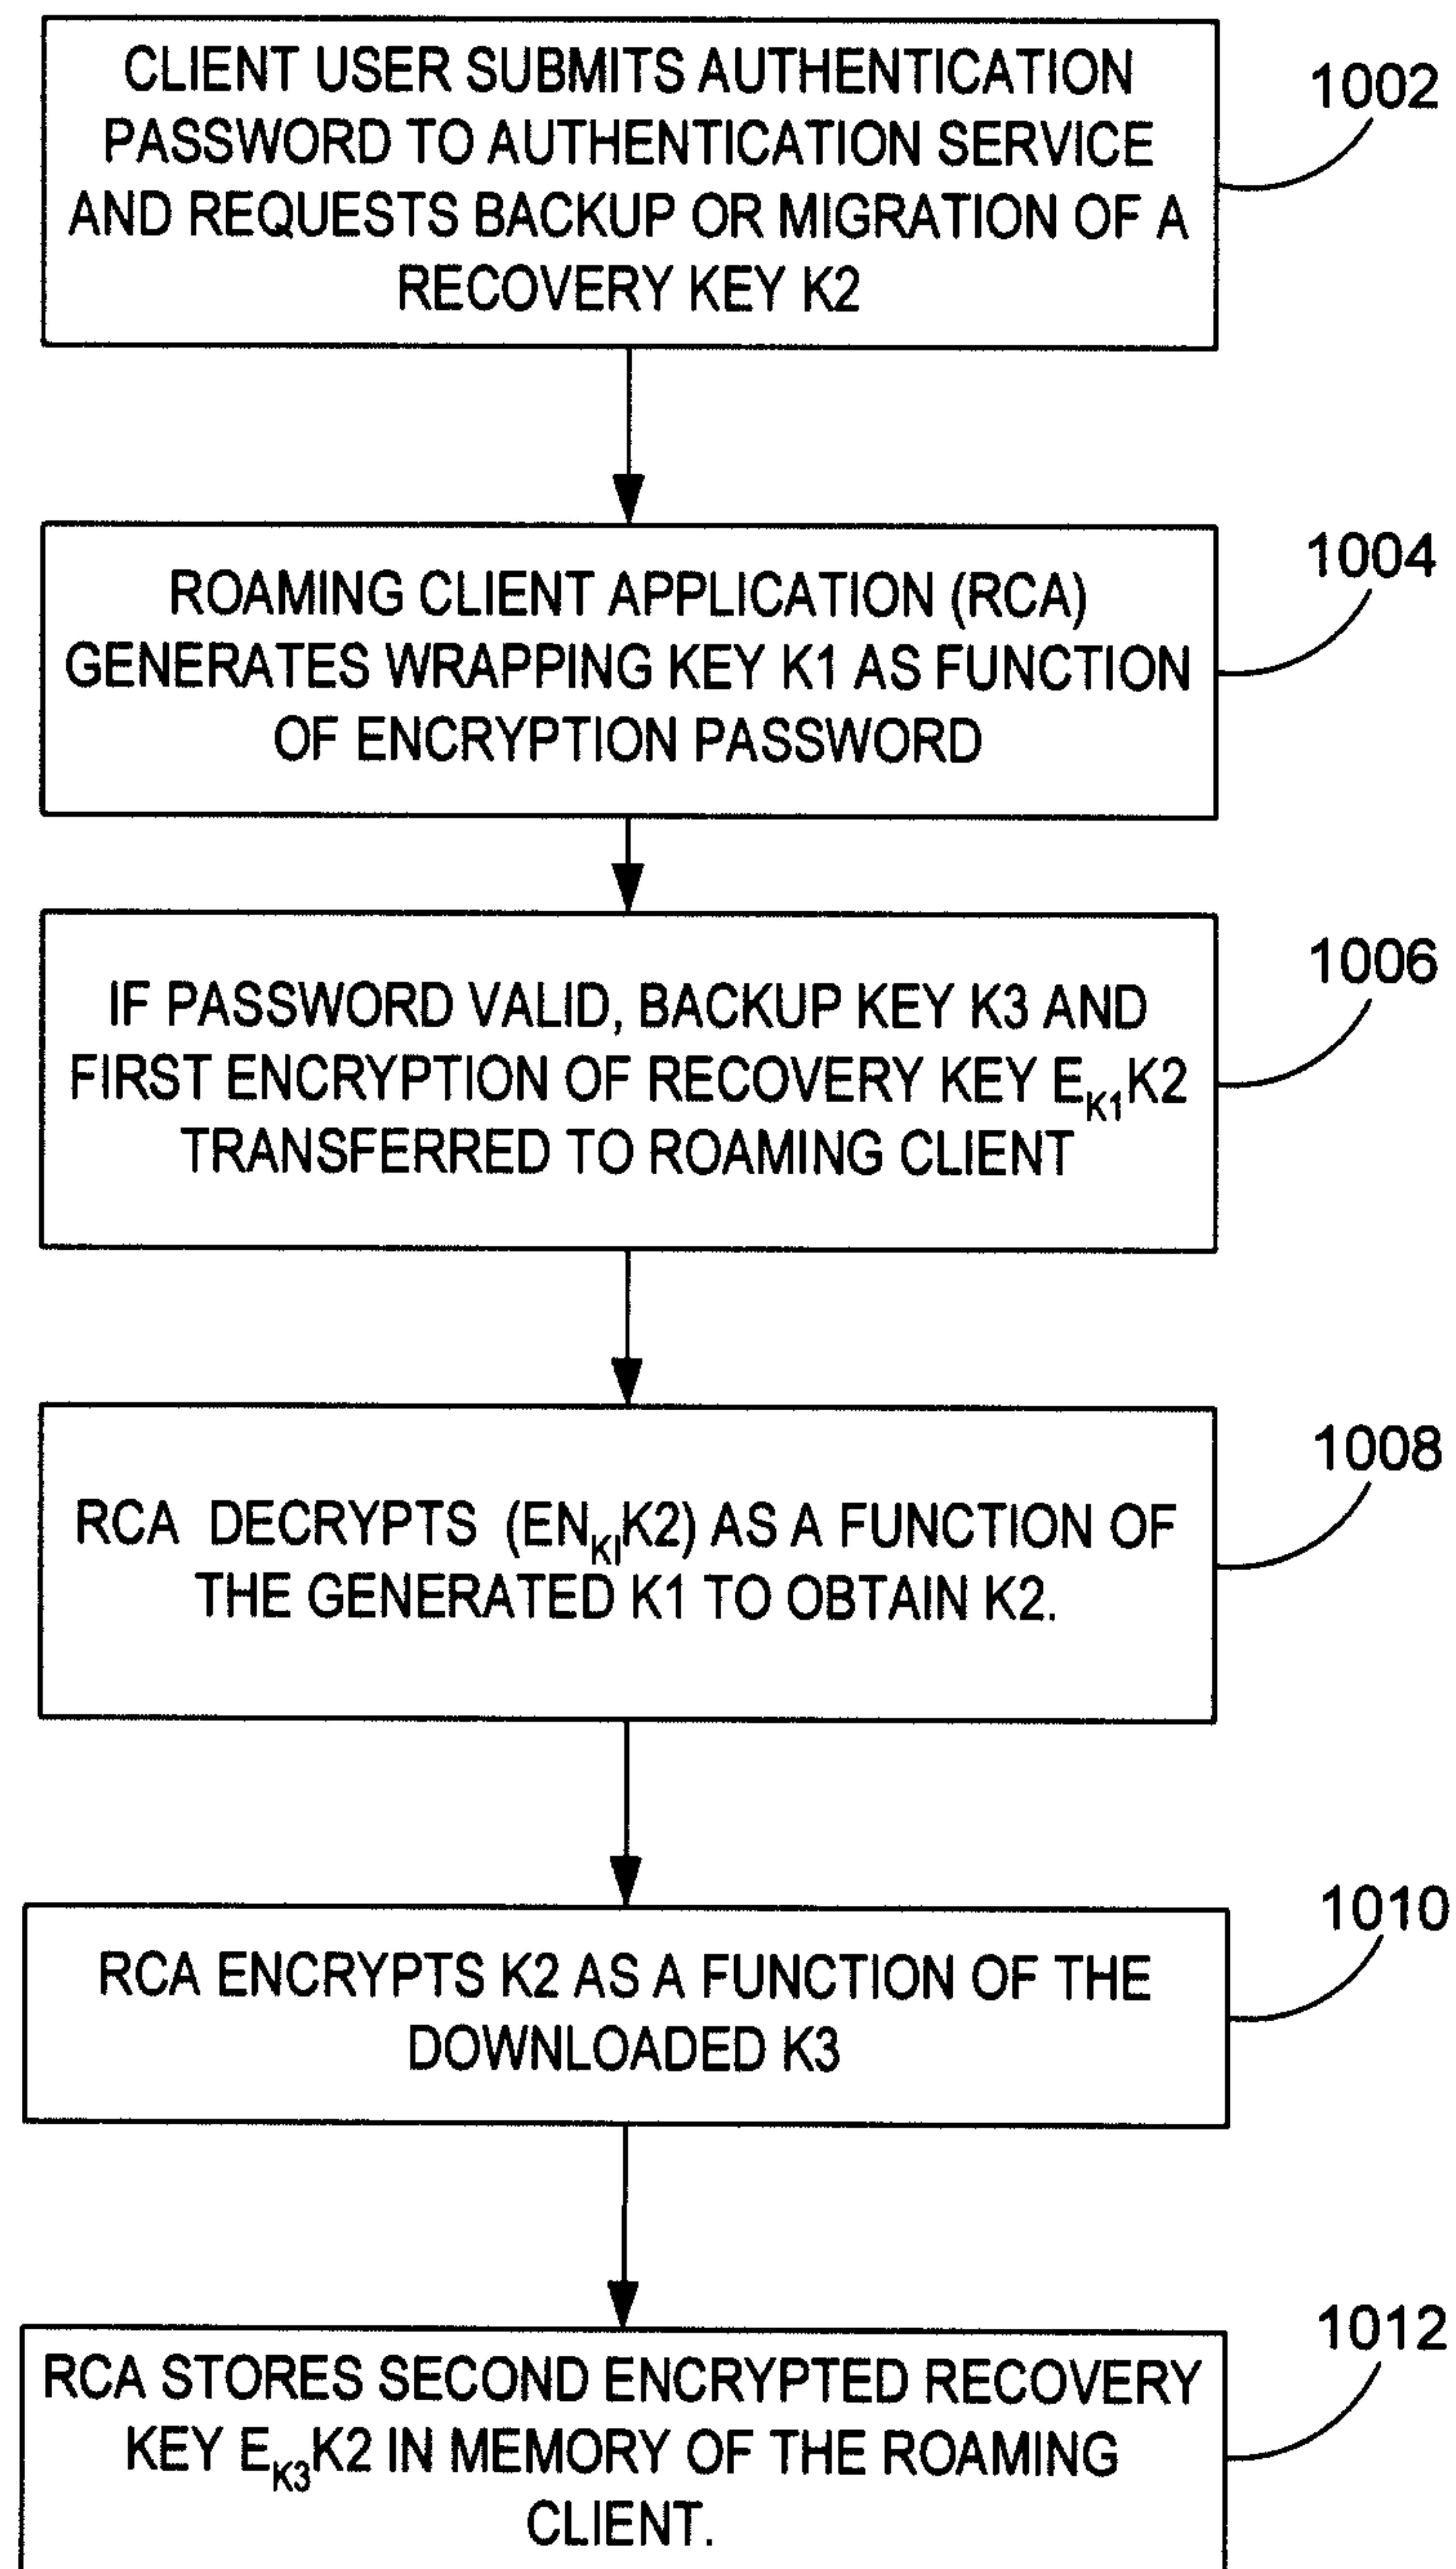 CLIENT USER SUBMITS AUTHENTICATION
PASSWORD TO AUTHENTICATION SERVICE
AND REQUESTS BACKUP OR MIGRATION OF A
RECOVERY KEY K2
1002
ROAMING CLIENT APPLICATION (RCA)
GENERATES WRAPPING KEY K1 AS FUNCTION
OF ENCRYPTION PASSWORD
1004
IF PASSWORD VALID, BACKUP KEY K3 AND
FIRST ENCRYPTION OF RECOVERY KEY EK1K2
TRANSFERRED TO ROAMING CLIENT
1006
RCA DECRYPTS (ENKIK2) AS A FUNCTION OF
THE GENERATED K1 TO OBTAIN K2.
1008
RCA ENCRYPTS K2 AS A FUNCTION OF THE
DOWNLOADED K3
1010
RCA STORES SECOND ENCRYPTED RECOVERY
KEY EK3K2 IN MEMORY OF THE ROAMING
CLIENT.
1012